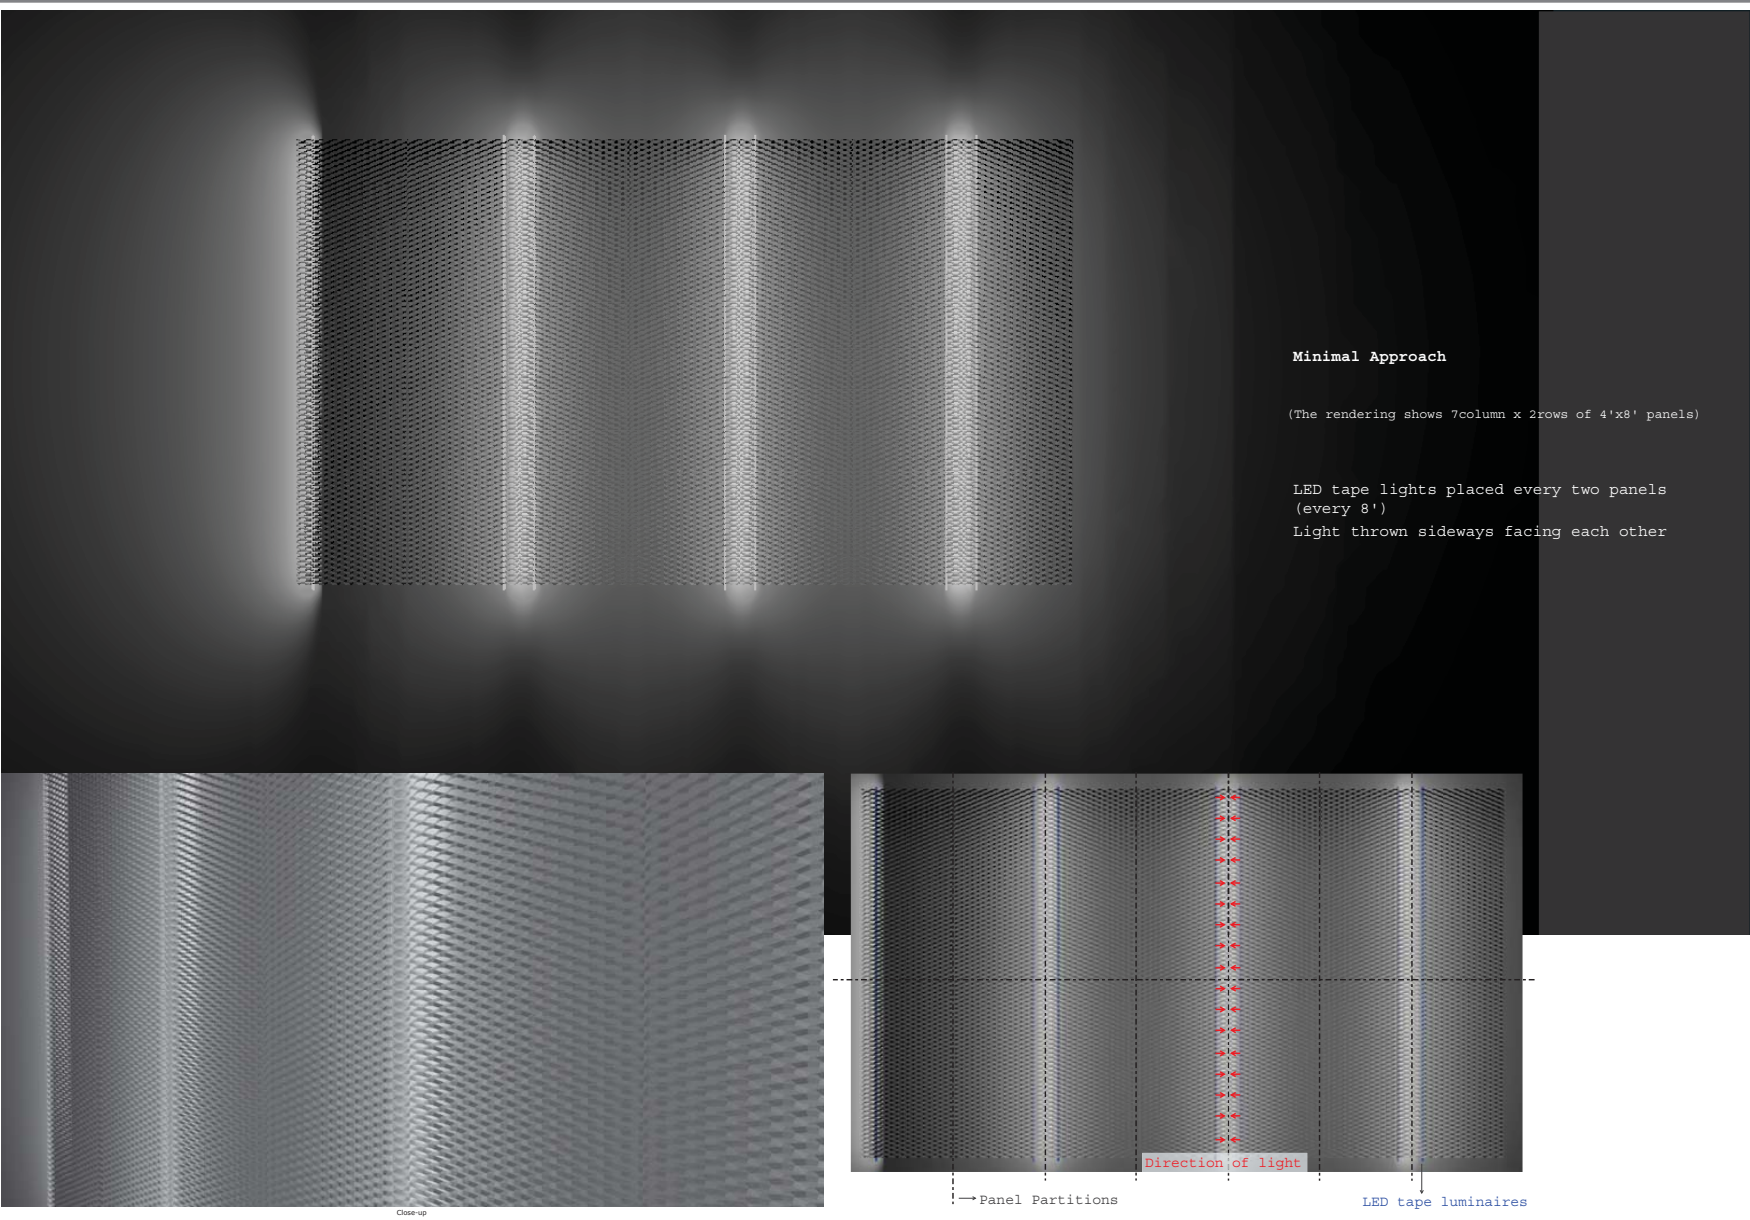 Minimal Approach
(The rendering shows 7column x 2rows of 4'x8' panels)
LED tape lights placed every two panels
(every 8')
Light thrown sideways facing each other
Direction of light
Panel Partitions
LED tape luminaires
Close-up